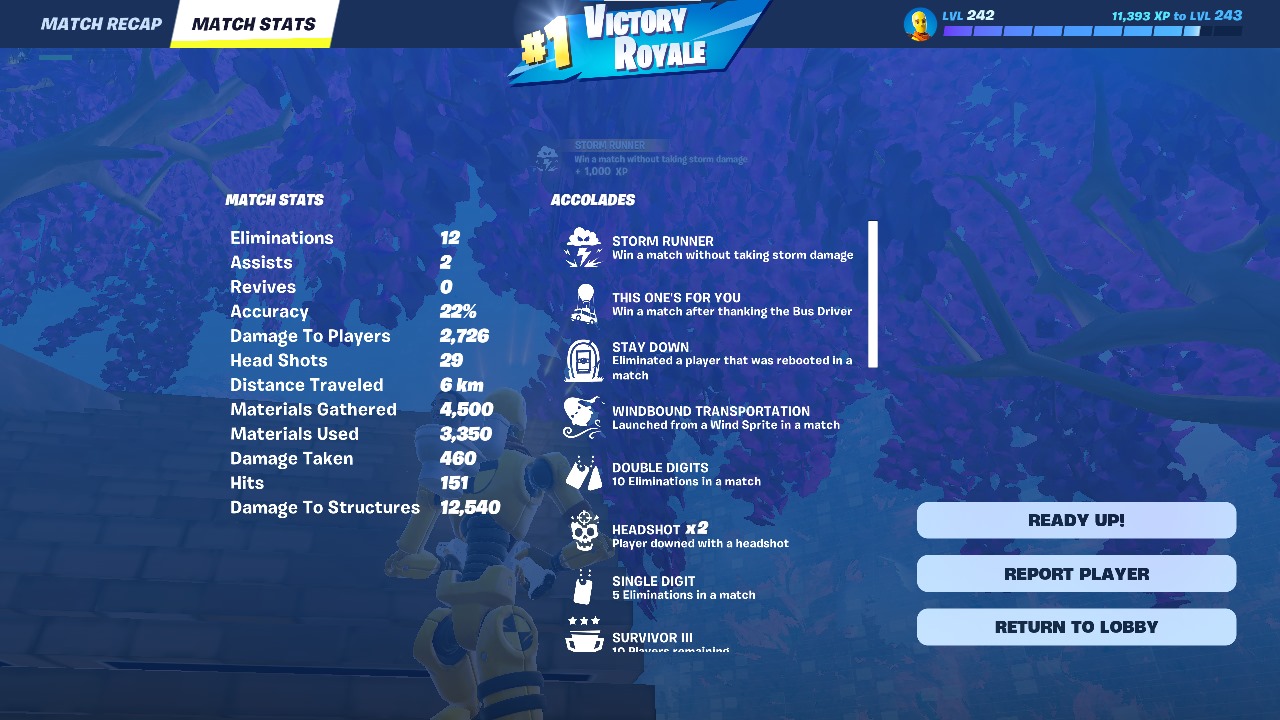 MATCH RECAP
MATCH STATS
#1 VICTORY
ROYALE
LVL 242
11,393 XP to LVL 243
STORM RUNNER
Win a match without taking storm damage
+ 1,000 XP
MATCH STATS
Eliminations 12
Assists 2
Revives 0
Accuracy 22%
Damage To Players 2,726
Head Shots 29
Distance Traveled 6 km
Materials Gathered 4,500
Materials Used 3,350
Damage Taken 460
Hits 151
Damage To Structures 12,540
ACCOLADES
STORM RUNNER
Win a match without taking storm damage
THIS ONE'S FOR YOU
Win a match after thanking the Bus Driver
STAY DOWN
Eliminated a player that was rebooted in a
match
WINDBOUND TRANSPORTATION
Launched from a Wind Sprite in a match
DOUBLE DIGITS
10 Eliminations in a match
HEADSHOT x2
Player downed with a headshot
SINGLE DIGIT
5 Eliminations in a match
SURVIVOR III
10 Players remaining
READY UP!
REPORT PLAYER
RETURN TO LOBBY